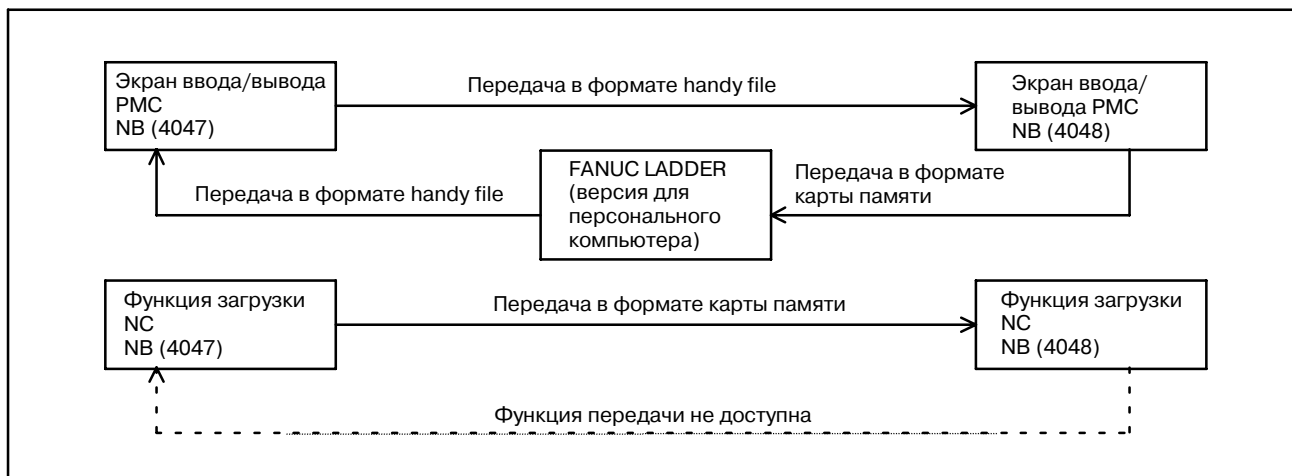 Экран ввода/вывода
PMC
NB (4047)
Передача в формате handy file
Экран ввода/
вывода PMC
NB (4048)
Передача в формате handy file
FANUC LADDER
(версия для
персонального
компьютера)
Передача в формате
карты памяти
Функция загрузки
NC
NB (4047)
Передача в формате карты памяти
Функция загрузки
NC
NB (4048)
Функция передачи не доступна